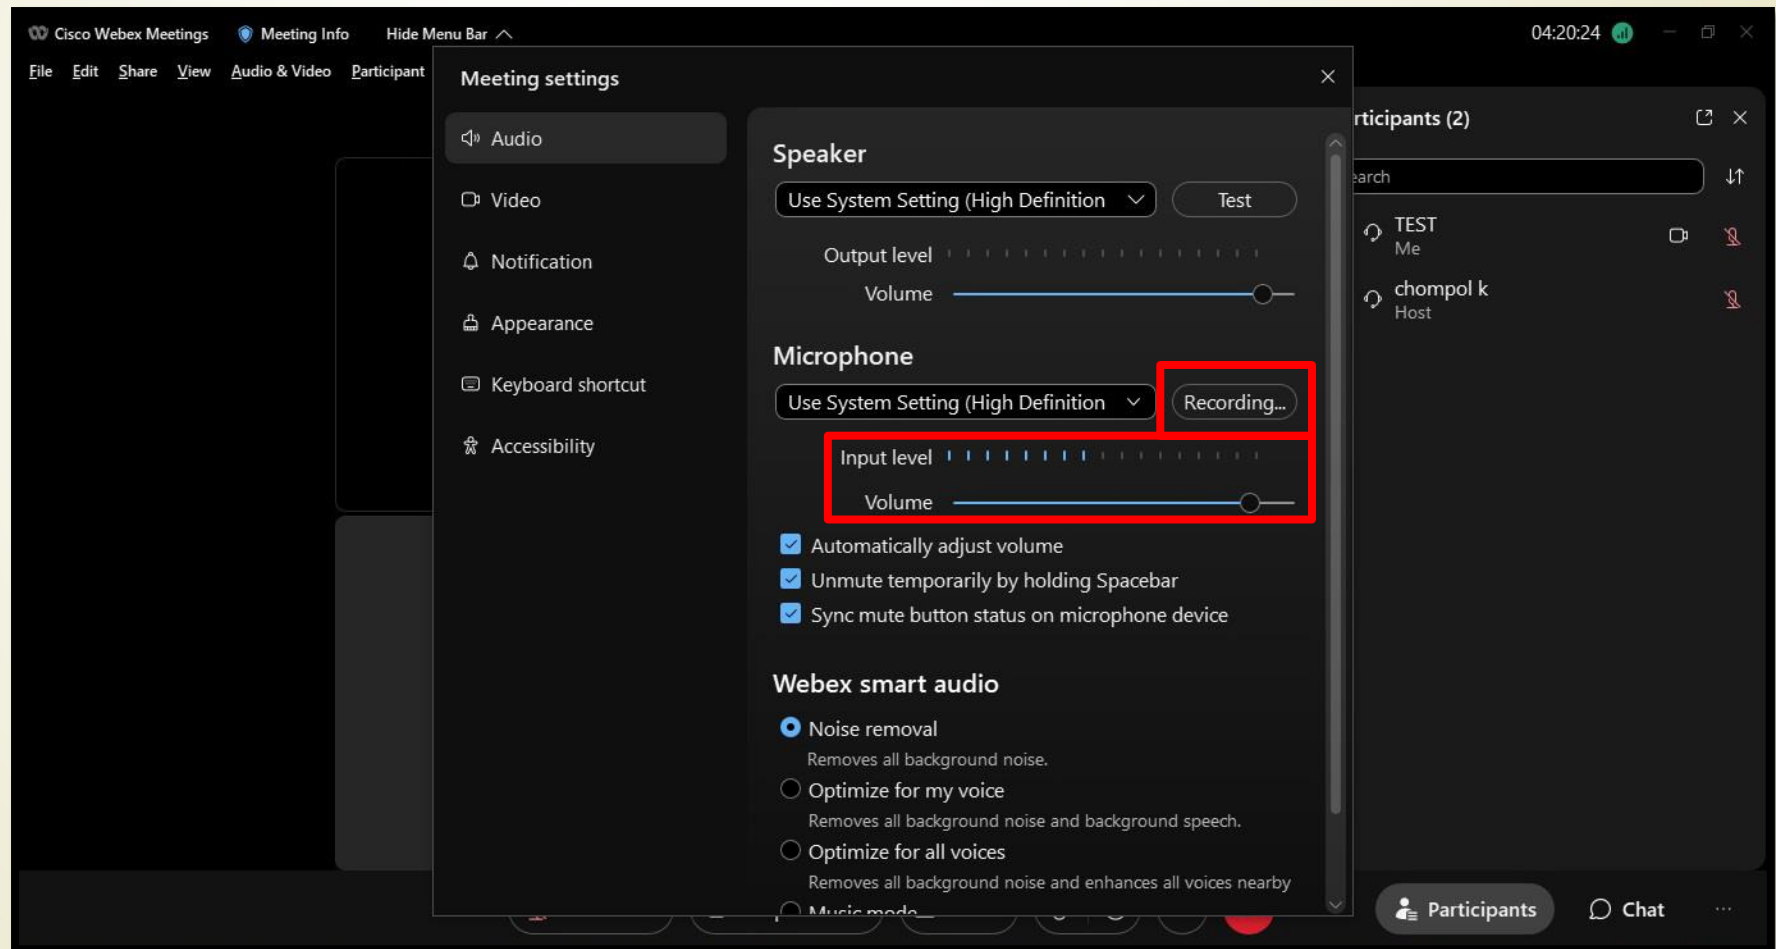 Cisco Webex Meetings
Meeting Info
Hide Menu Bar
04:20:24
File Edit Share View Audio & Video Participant
Meeting settings
Audio
Video
Notification
Appearance
Keyboard shortcut
Accessibility
Speaker
Use System Setting (High Definition
Test
Output level
Volume
Microphone
Use System Setting (High Definition
Recording...
Input level
Volume
Automatically adjust volume
Unmute temporarily by holding Spacebar
Sync mute button status on microphone device
Webex smart audio
Noise removal
Removes all background noise.
Optimize for my voice
Removes all background noise and background speech.
Optimize for all voices
Removes all background noise and enhances all voices nearby
Music mode
rticipants (2)
earch
TEST
Me
chompol k
Host
Participants
Chat